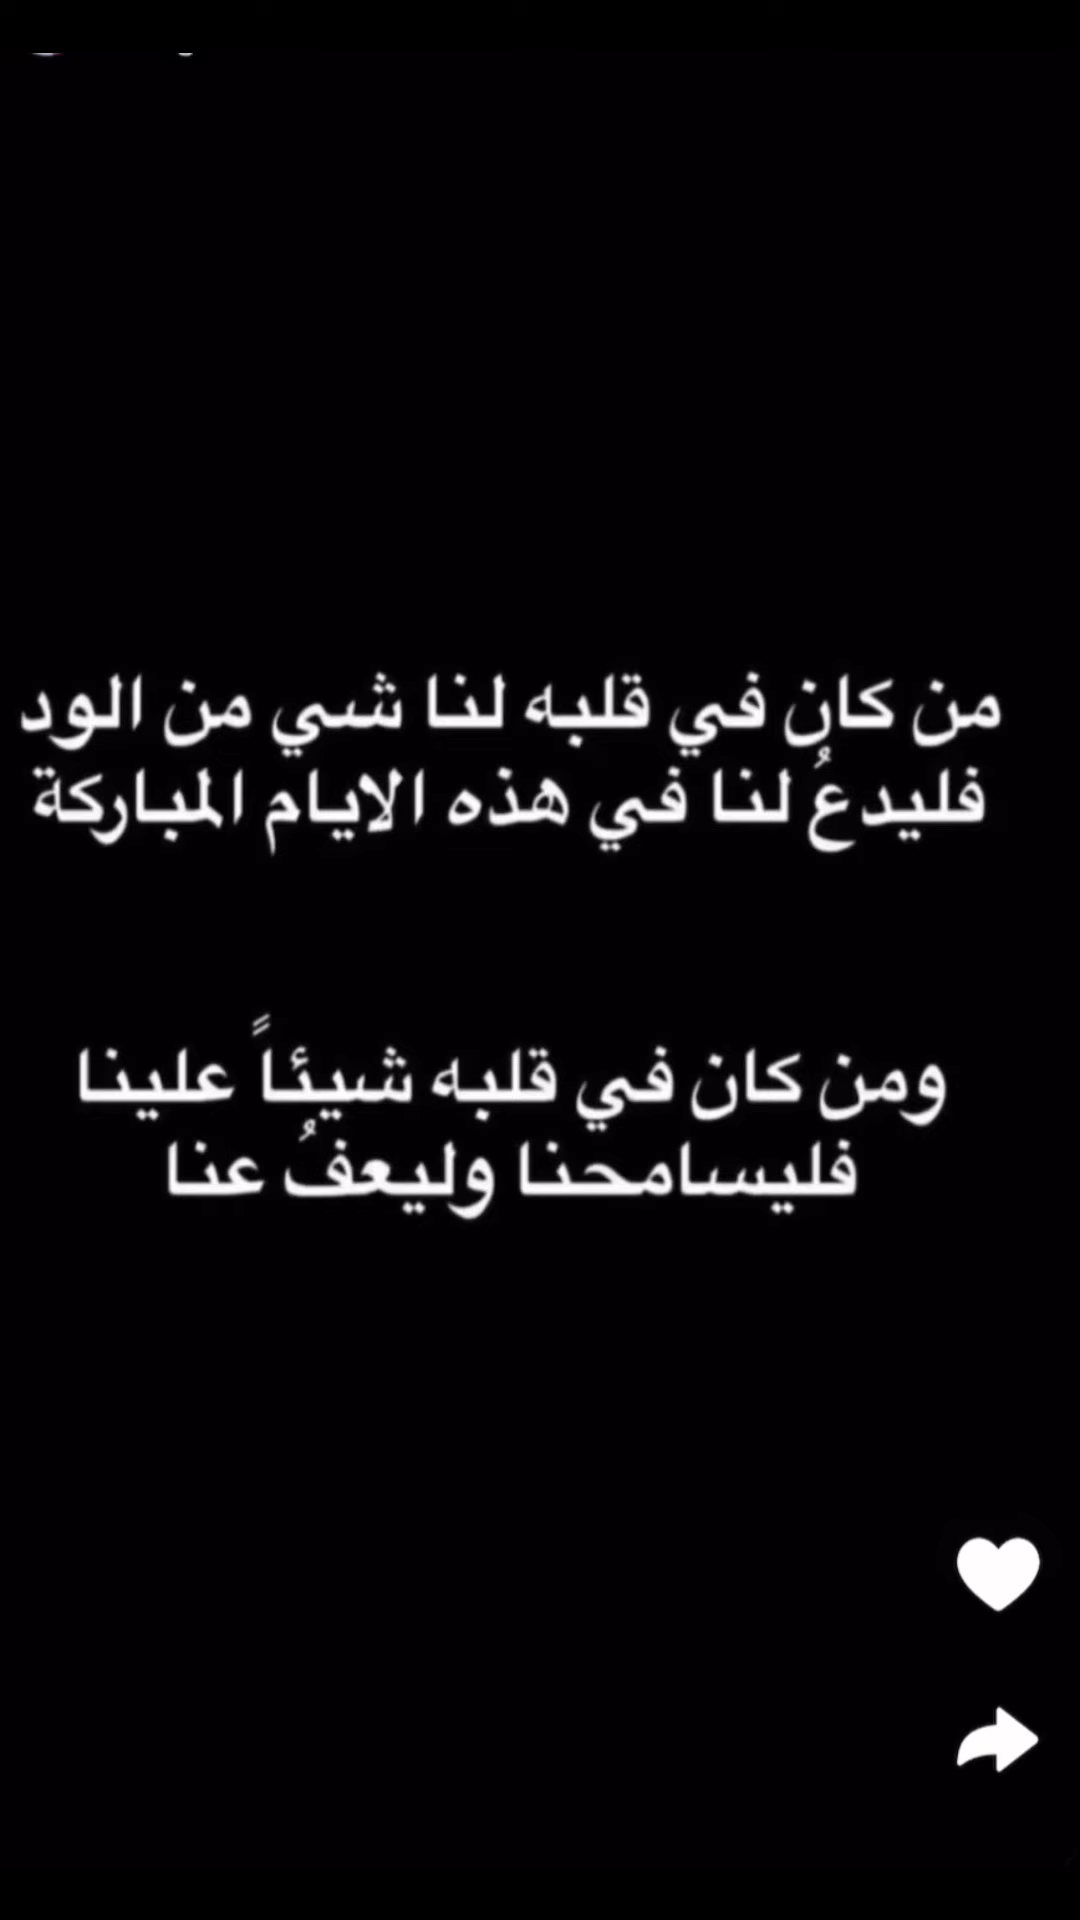 من كان في قلبه لنا شي من الود
فليدعُ لنا في هذه الايام المباركة
ومن كان في قلبه شيئاً علينا
فليسامحنا وليعفُ عنا